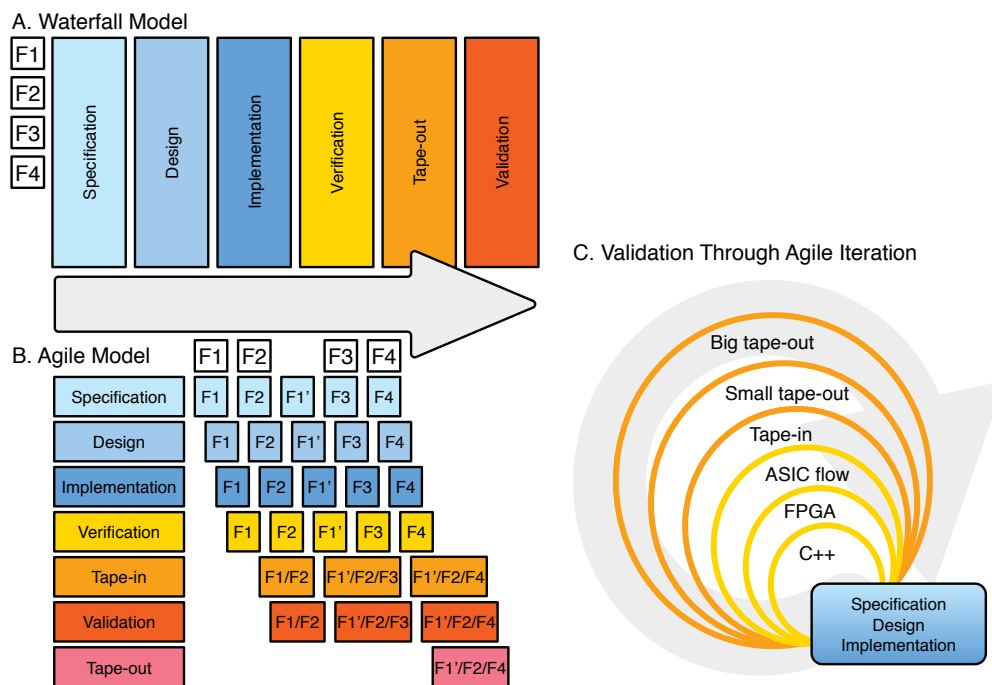 A. Waterfall Model
F1
F2
F3
F4
Specification
Design
Implementation
Verification
Tape-out
Validation
B. Agile Model
F1 F2 F3 F4
Specification F1 F2 F1’ F3 F4
Design F1 F2 F1’ F3 F4
Implementation F1 F2 F1’ F3 F4
Verification F1 F2 F1’ F3 F4
Tape-in F1/F2 F1’/F2/F3 F1’/F2/F4
Validation F1/F2 F1’/F2/F3 F1’/F2/F4
Tape-out F1’/F2/F4
C. Validation Through Agile Iteration
Big tape-out
Small tape-out
Tape-in
ASIC flow
FPGA
C++
Specification
Design
Implementation